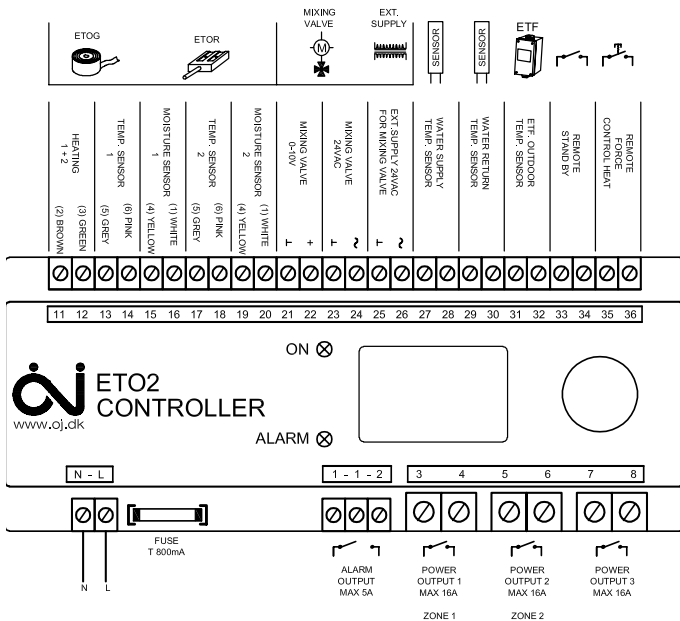 MIXING
VALVE
EXT.
SUPPLY
ETOG
ETOR
M
SENSOR
SENSOR
ETF
HEATING
1 + 2
TEMP. SENSOR
1
MOISTURE SENSOR
1
TEMP. SENSOR
2
MOISTURE SENSOR
2
MIXING VALVE
0-10V
MIXING VALVE
24VAC
EXT. SUPPLY 24VAC
FOR MIXING VALVE
WATER SUPPLY
TEMP. SENSOR
WATER RETURN
TEMP. SENSOR
ETF. OUTDOOR
TEMP. SENSOR
REMOTE
STAND BY
REMOTE
FORCE
CONTROL HEAT
(2) BROWN
(3) GREEN
(5) GREY
(6) PINK
(4) YELLOW
(1) WHITE
(5) GREY
(6) PINK
(4) YELLOW
(1) WHITE
⊥ + ⊥ ~ ⊥ ~
11 12 13 14 15 16 17 18 19 20 21 22 23 24 25 26 27 28 29 30 31 32 33 34 35 36
ON
OJ
ETO2
CONTROLLER
www.oj.dk
ALARM
N - L
1 - 1 - 2
3 4 5 6 7 8
FUSE
T 800mA
N L
ALARM
OUTPUT
MAX 5A
POWER
OUTPUT 1
MAX 16A
ZONE 1
POWER
OUTPUT 2
MAX 16A
ZONE 2
POWER
OUTPUT 3
MAX 16A